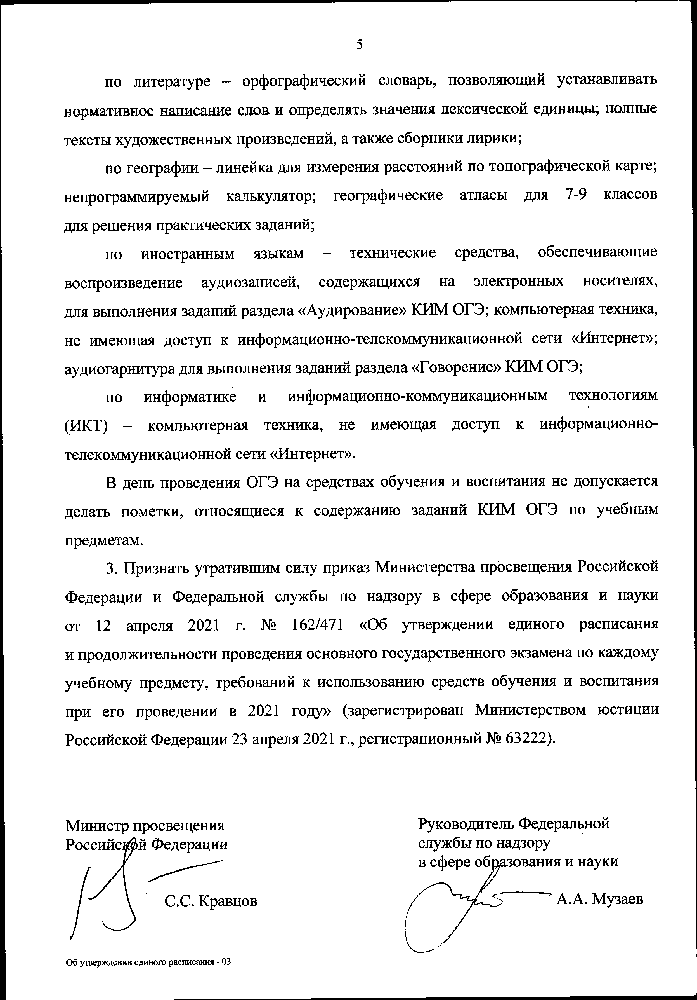 5
по литературе – орфографический словарь, позволяющий устанавливать
нормативное написание слов и определять значения лексической единицы; полные
тексты художественных произведений, а также сборники лирики;
по географии – линейка для измерения расстояний по топографической карте;
непрограммируемый калькулятор; географические атласы для 7-9 классов
для решения практических заданий;
по иностранным языкам – технические средства, обеспечивающие
воспроизведение аудиозаписей, содержащихся на электронных носителях,
для выполнения заданий раздела «Аудирование» КИМ ОГЭ; компьютерная техника,
не имеющая доступ к информационно-телекоммуникационной сети «Интернет»;
аудиогарнитура для выполнения заданий раздела «Говорение» КИМ ОГЭ;
по информатике и информационно-коммуникационным технологиям
(ИКТ) – компьютерная техника, не имеющая доступ к информационно-
телекоммуникационной сети «Интернет».
В день проведения ОГЭ на средствах обучения и воспитания не допускается
делать пометки, относящиеся к содержанию заданий КИМ ОГЭ по учебным
предметам.
3. Признать утратившим силу приказ Министерства просвещения Российской
Федерации и Федеральной службы по надзору в сфере образования и науки
от 12 апреля 2021 г. № 162/471 «Об утверждении единого расписания
и продолжительности проведения основного государственного экзамена по каждому
учебному предмету, требований к использованию средств обучения и воспитания
при его проведении в 2021 году» (зарегистрирован Министерством юстиции
Российской Федерации 23 апреля 2021 г., регистрационный № 63222).
Министр просвещения
Российской Федерации
С.С. Кравцов
Руководитель Федеральной
службы по надзору
в сфере образования и науки
А.А. Музаев
Об утверждении единого расписания - 03